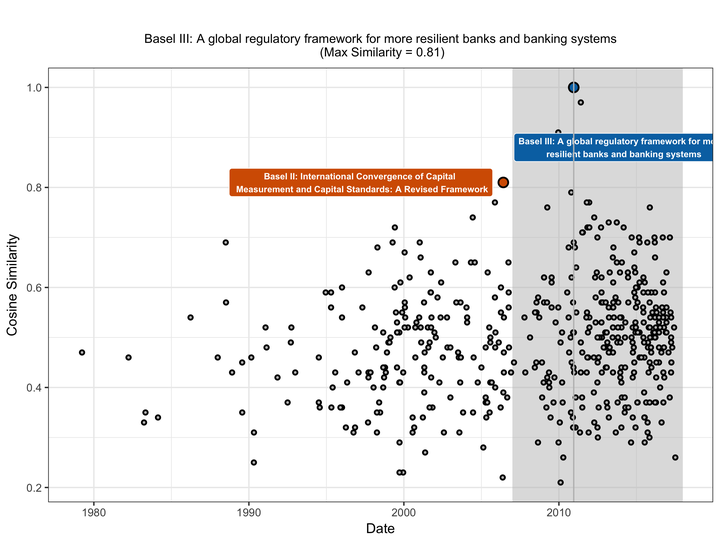 Basel III: A global regulatory framework for more resilient banks and banking systems
(Max Similarity = 0.81)
1.0
Basel III: A global regulatory framework for
resilient banks and banking systems
Basel II: International Convergence of Capital
Measurement and Capital Standards: A Revised Framework
0.8
0.6
0.4
0.2
Cosine Similarity
1980
1990
2000
2010
Date